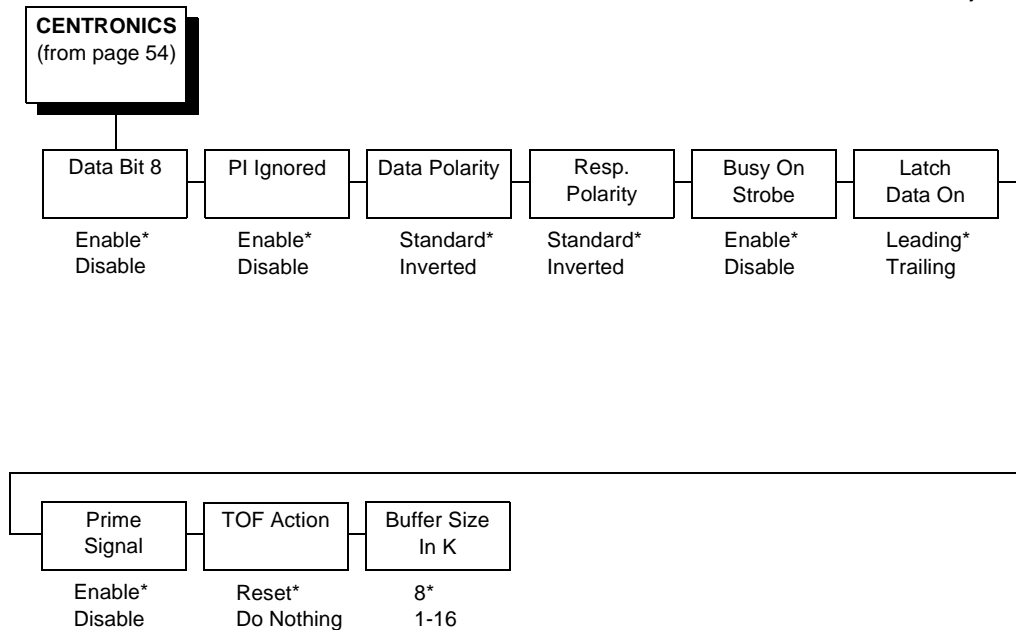 CENTRONICS
(from page 54)
Data Bit 8
Enable*
Disable
PI Ignored
Enable*
Disable
Data Polarity
Standard*
Inverted
Resp.
Polarity
Standard*
Inverted
Busy On
Strobe
Enable*
Disable
Latch
Data On
Leading*
Trailing
Prime
Signal
Enable*
Disable
TOF Action
Reset*
Do Nothing
Buffer Size
In K
8*
1-16